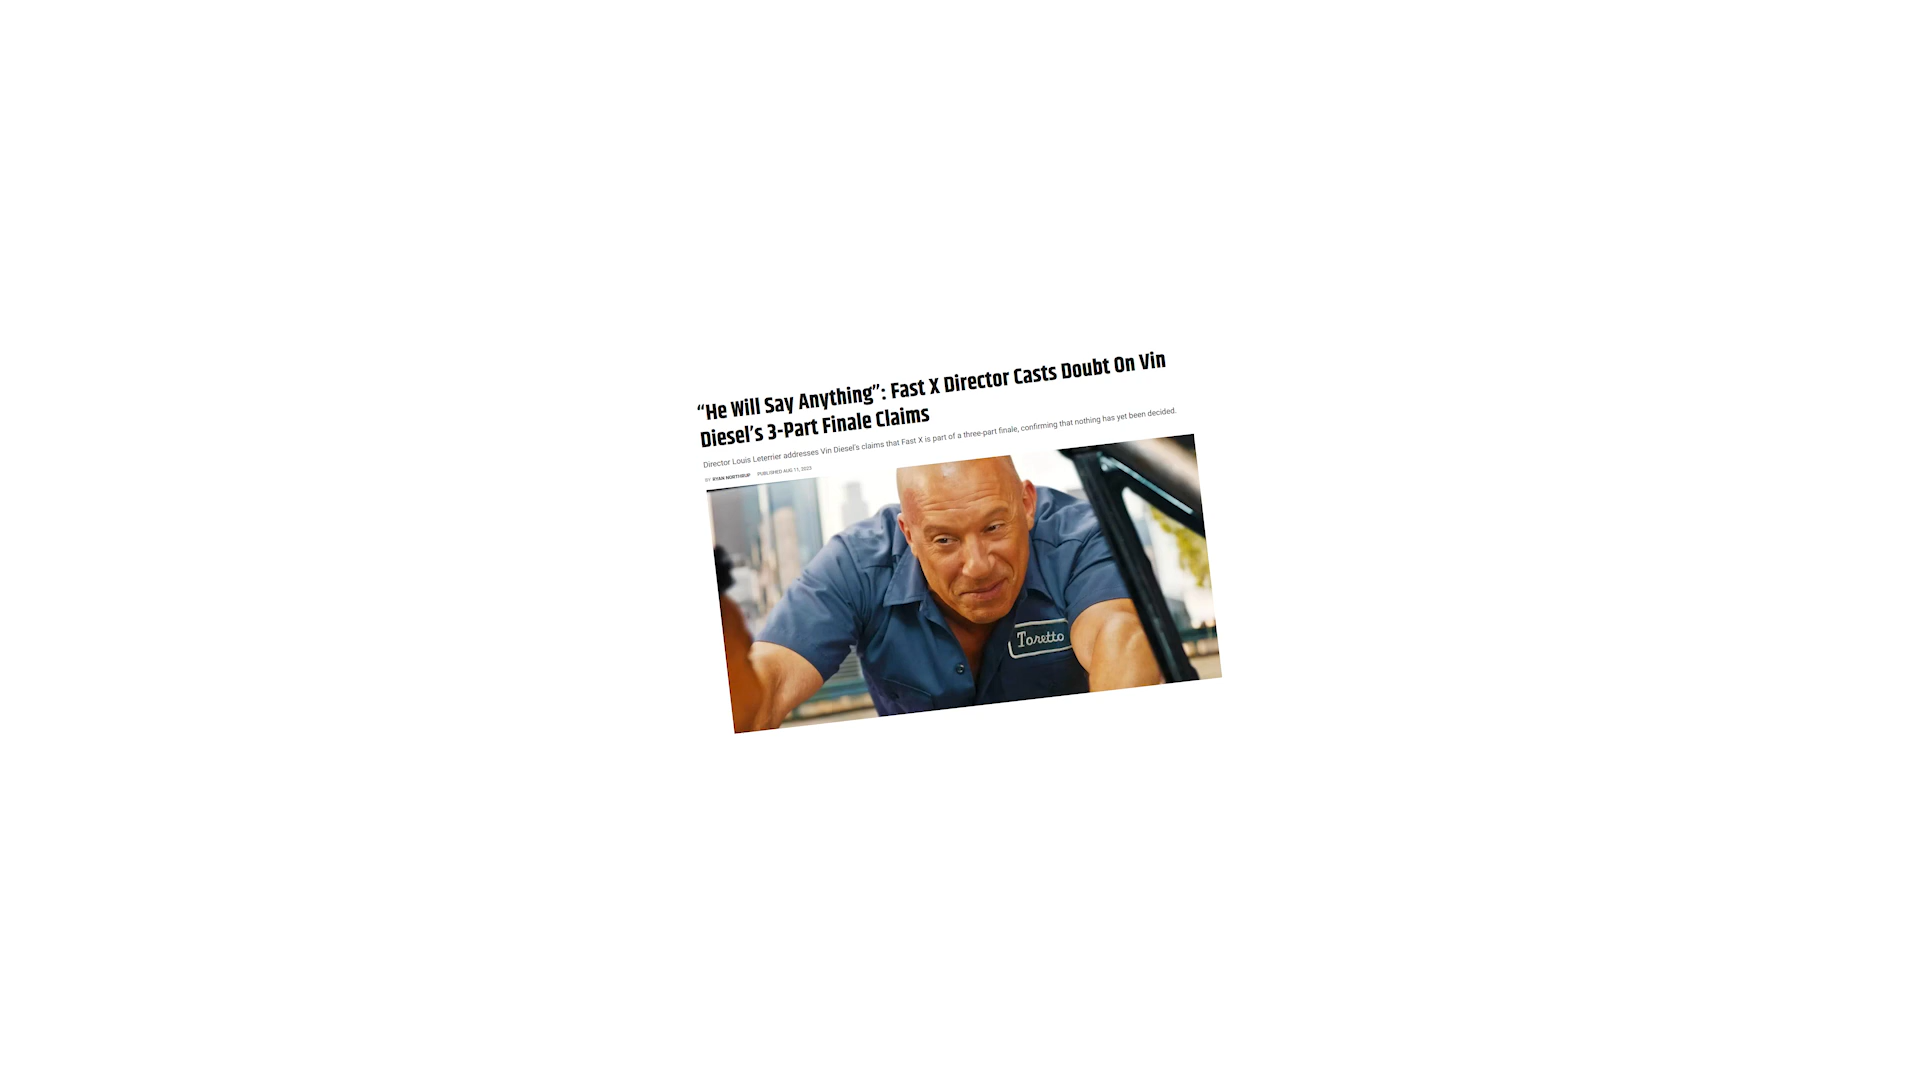 “He Will Say Anything”: Fast X Director Casts Doubt On Vin
Diesel’s 3-Part Finale Claims
Director Louis Leterrier addresses Vin Diesel's claims that Fast X is part of a three-part finale, confirming that nothing has yet been decided.
BY RYAN NORTHRUP PUBLISHED AUG 11, 2023
Toretto